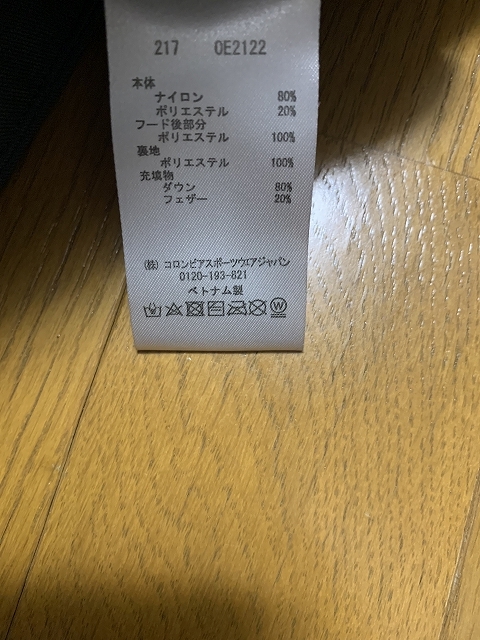 217 0E2122
本体
ナイロン 80%
ポリエステル 20%
フード後部分
ポリエステル 100%
裏地
ポリエステル 100%
充填物
ダウン 80%
フェザー 20%
(株) コロンビアスポーツウエアジャパン
0120-193-821
ベトナム製
W